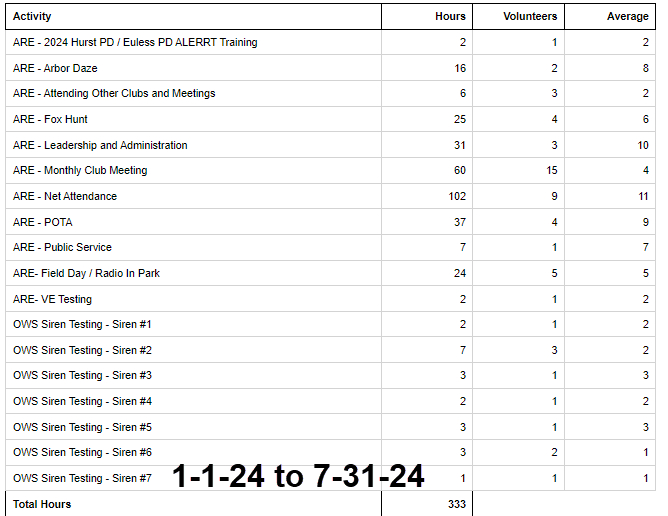 Activity Hours Volunteers Average
ARE - 2024 Hurst PD / Euless PD ALERRT Training 2 1 2
ARE - Arbor Daze 16 2 8
ARE - Attending Other Clubs and Meetings 6 3 2
ARE - Fox Hunt 25 4 6
ARE - Leadership and Administration 31 3 10
ARE - Monthly Club Meeting 60 15 4
ARE - Net Attendance 102 9 11
ARE - POTA 37 4 9
ARE - Public Service 7 1 7
ARE- Field Day / Radio In Park 24 5 5
ARE- VE Testing 2 1 2
OWS Siren Testing - Siren #1 2 1 2
OWS Siren Testing - Siren #2 7 3 2
OWS Siren Testing - Siren #3 3 1 3
OWS Siren Testing - Siren #4 2 1 2
OWS Siren Testing - Siren #5 3 1 3
OWS Siren Testing - Siren #6 3 2 1
OWS Siren Testing - Siren #7 1 1 1
1-1-24 to 7-31-24
Total Hours 333